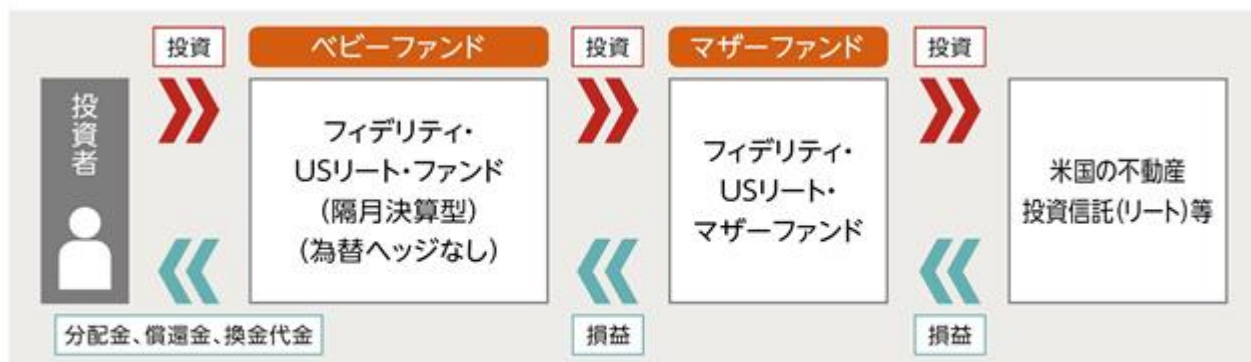 投資
ベビーファンド
投資
マザーファンド
投資
投資者
フィデリティ・
USリート・ファンド
(隔月決算型)
(為替ヘッジなし)
フィデリティ・
USリート・
マザーファンド
米国の不動産
投資信託(リート)等
分配金、償還金、換金代金
損益
損益